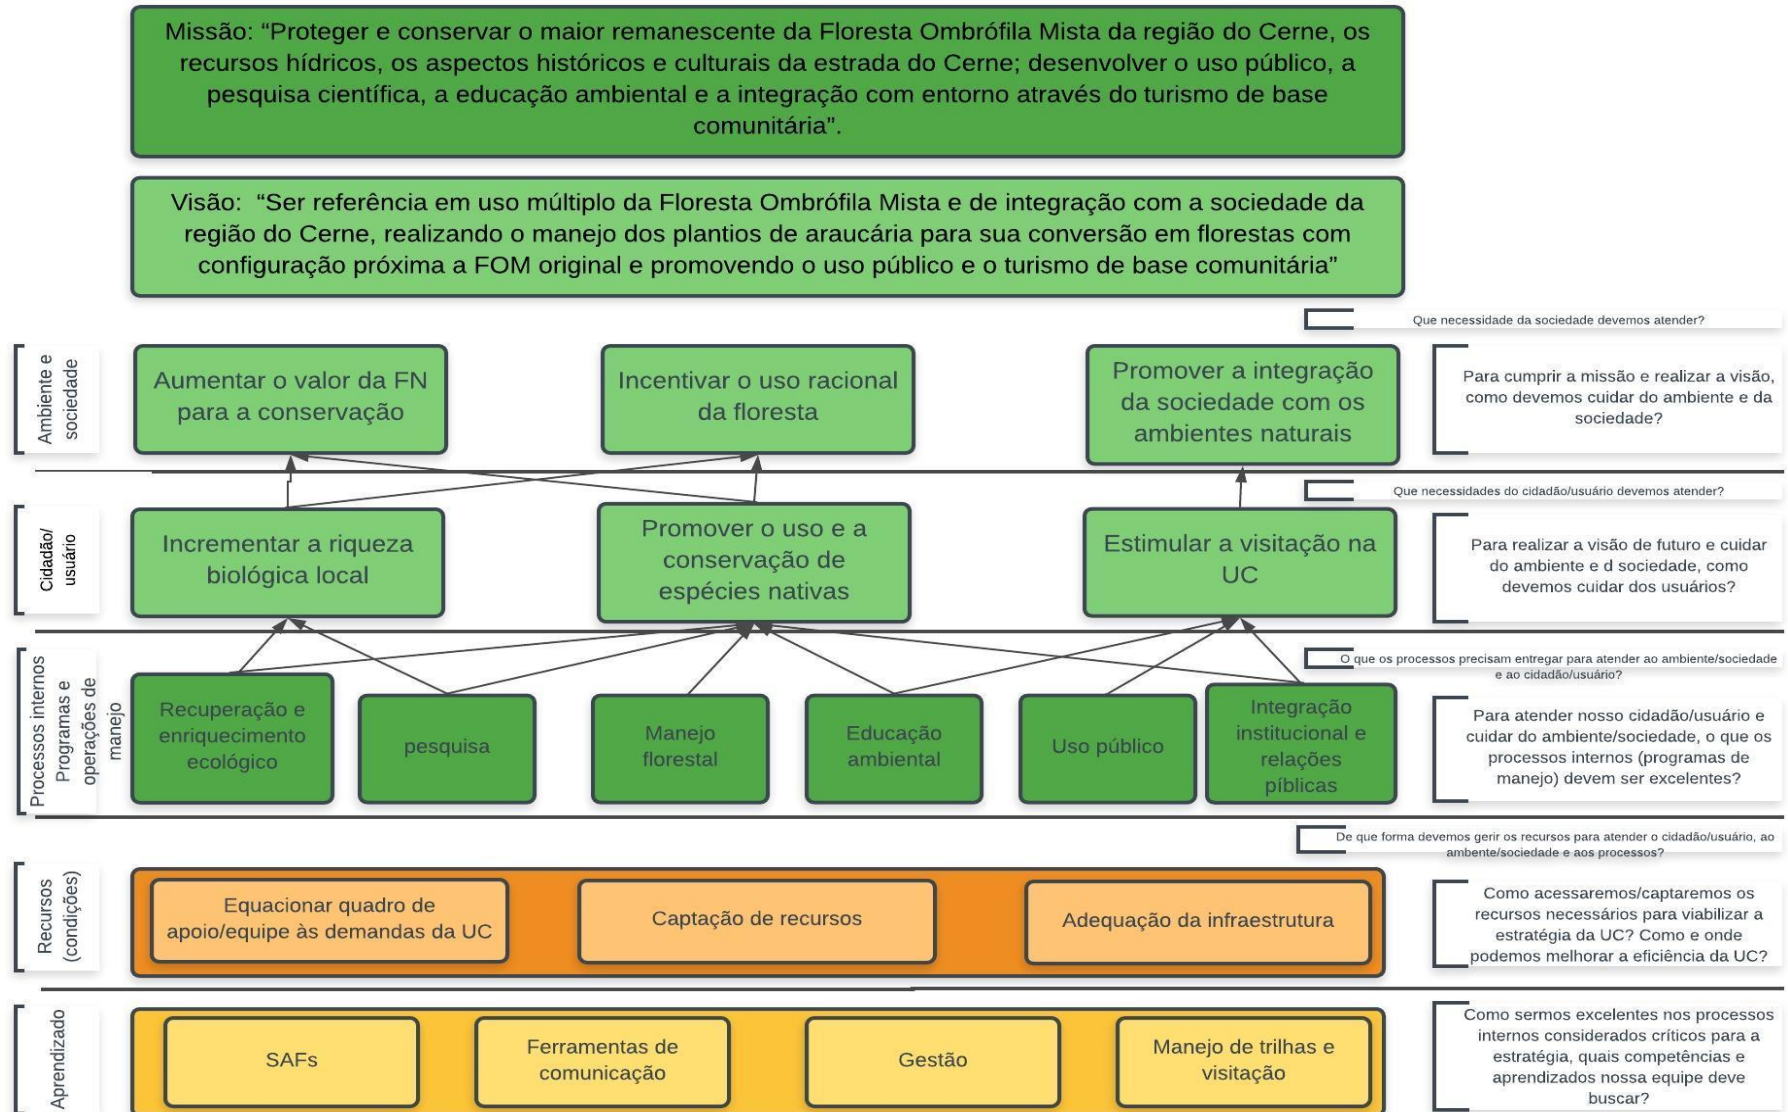 Missão: “Proteger e conservar o maior remanescente da Floresta Ombrófila Mista da região do Cerne, os
recursos hídricos, os aspectos históricos e culturais da estrada do Cerne; desenvolver o uso público, a
pesquisa científica, a educação ambiental e a integração com entorno através do turismo de base
comunitária”.
Visão:  “Ser referência em uso múltiplo da Floresta Ombrófila Mista e de integração com a sociedade da
região do Cerne, realizando o manejo dos plantios de araucária para sua conversão em florestas com
configuração próxima a FOM original e promovendo o uso público e o turismo de base comunitária”
Que necessidade da sociedade devemos atender?
Ambiente e
sociedade
Aumentar o valor da FN
para a conservação
Incentivar o uso racional
da floresta
Promover a integração
da sociedade com os
ambientes naturais
Para cumprir a missão e realizar a visão,
como devemos cuidar do ambiente e da
sociedade?
Que necessidades do cidadão/usuário devemos atender?
Cidadão/
usuário
Incrementar a riqueza
biológica local
Promover o uso e a
conservação de
espécies nativas
Estimular a visitação na
UC
Para realizar a visão de futuro e cuidar
do ambiente e d sociedade, como
devemos cuidar dos usuários?
O que os processos precisam entregar para atender ao ambiente/sociedade
e ao cidadão/usuário?
Processos internos
Programas e
operações de
manejo
Recuperação e
enriquecimento
ecológico
pesquisa
Manejo
florestal
Educação
ambiental
Uso público
Integração
institucional e
relações
píblicas
Para atender nosso cidadão/usuário e
cuidar do ambiente/sociedade, o que os
processos internos (programas de
manejo) devem ser excelentes?
De que forma devemos gerir os recursos para atender o cidadão/usuário, ao
ambente/sociedade e aos processos?
Recursos
(condições)
Equacionar quadro de
apoio/equipe às demandas da UC
Captação de recursos
Adequação da infraestrutura
Como acessaremos/captaremos os
recursos necessários para viabilizar a
estratégia da UC? Como e onde
podemos melhorar a eficiência da UC?
Aprendizado
SAFs
Ferramentas de
comunicação
Gestão
Manejo de trilhas e
visitação
Como sermos excelentes nos processos
internos considerados críticos para a
estratégia, quais competências e
aprendizados nossa equipe deve
buscar?